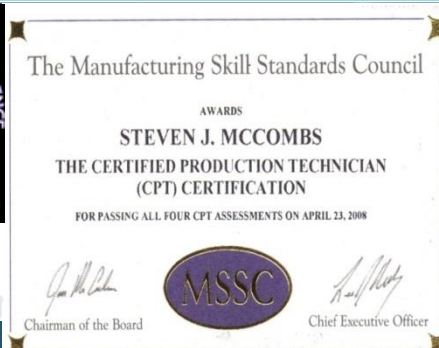 The Manufacturing Skill Standards Council
AWARDS
STEVEN J. MCCOMBS
THE CERTIFIED PRODUCTION TECHNICIAN
(CPT) CERTIFICATION
FOR PASSING ALL FOUR CPT ASSESSMENTS ON APRIL 23, 2008
MSSC
Chairman of the Board
Chief Executive Officer